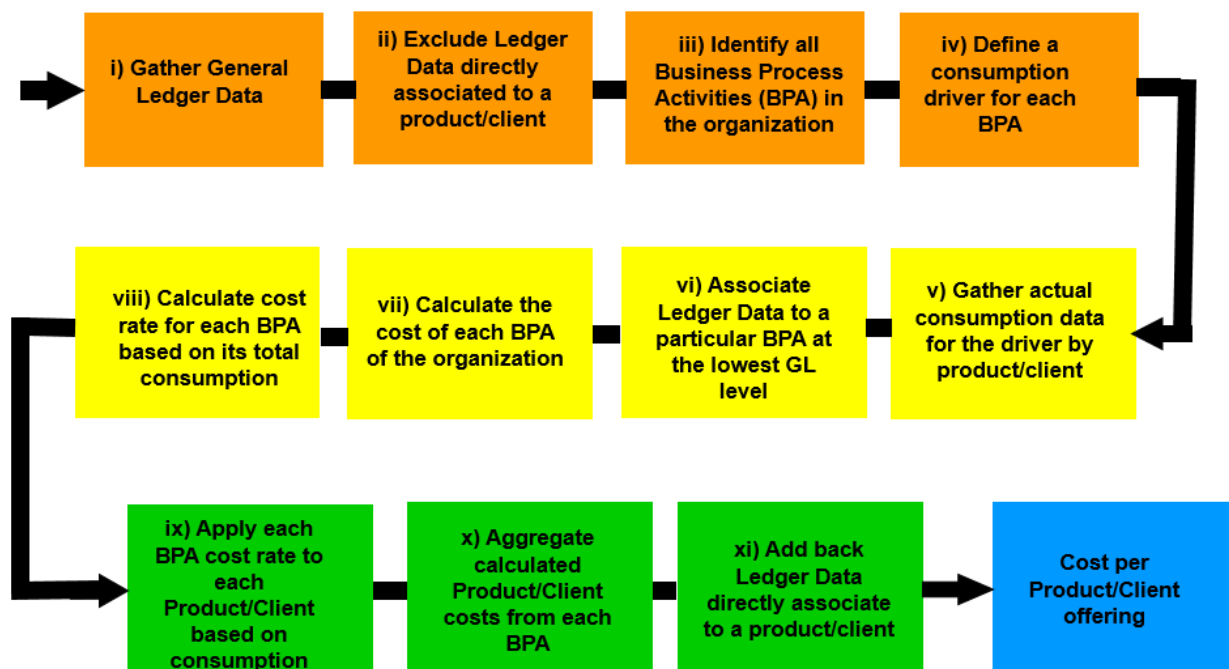 i) Gather General
Ledger Data
ii) Exclude Ledger
Data directly
associated to a
product/client
iii) Identify all
Business Process
Activities (BPA) in
the organization
iv) Define a
consumption
driver for each
BPA
v) Gather actual
consumption data
for the driver by
product/client
vi) Associate
Ledger Data to a
particular BPA at
the lowest GL
level
vii) Calculate the
cost of each BPA
of the organization
viii) Calculate cost
rate for each BPA
based on its total
consumption
ix) Apply each
BPA cost rate to
each
Product/Client
based on
consumption
x) Aggregate
calculated
Product/Client
costs from each
BPA
xi) Add back
Ledger Data
directly associate
to a product/client
Cost per
Product/Client
offering